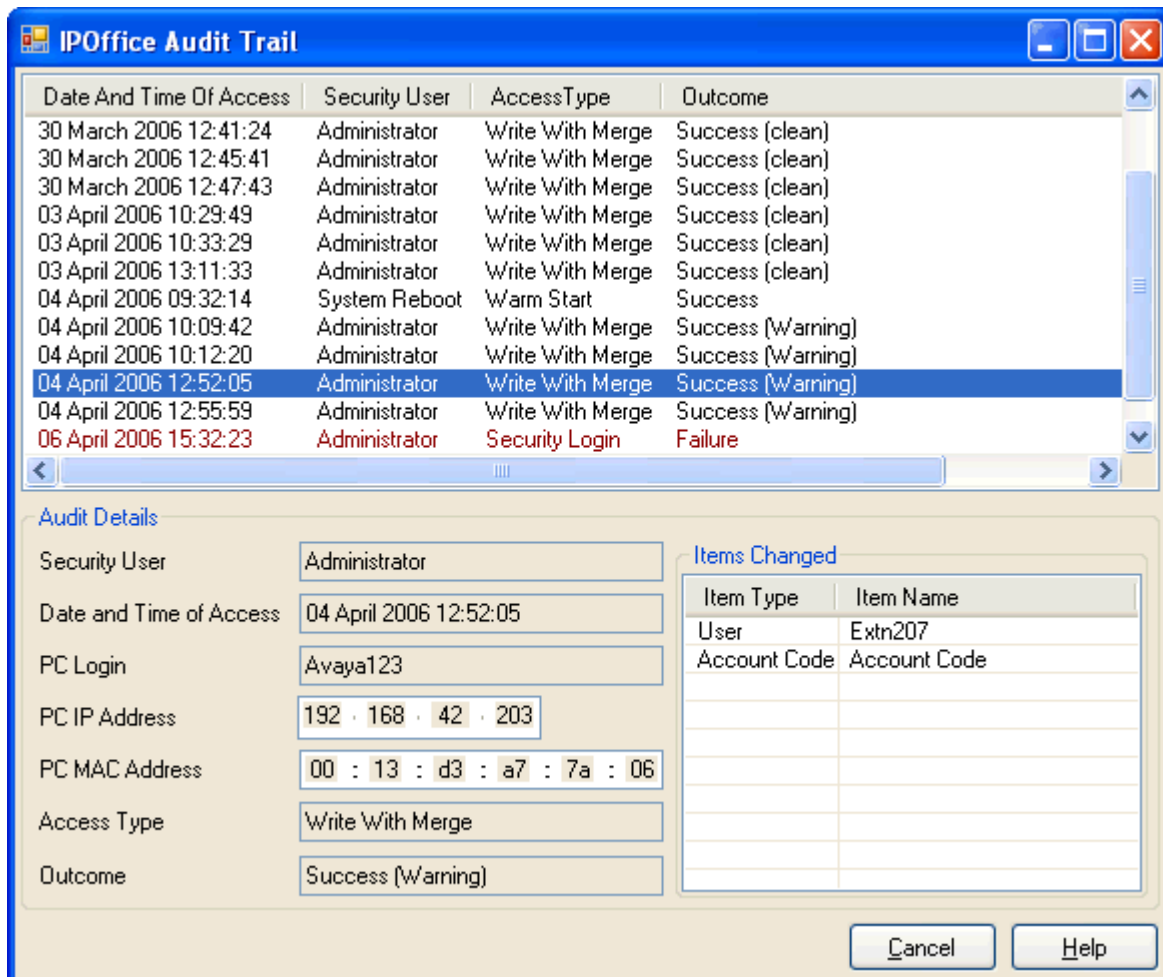 IPOffice Audit Trail
Date And Time Of Access Security User AccessType Outcome
30 March 2006 12:41:24 Administrator Write With Merge Success (clean)
30 March 2006 12:45:41 Administrator Write With Merge Success (clean)
30 March 2006 12:47:43 Administrator Write With Merge Success (clean)
03 April 2006 10:29:49 Administrator Write With Merge Success (clean)
03 April 2006 10:33:29 Administrator Write With Merge Success (clean)
03 April 2006 13:11:33 Administrator Write With Merge Success (clean)
04 April 2006 09:32:14 System Reboot Warm Start Success
04 April 2006 10:09:42 Administrator Write With Merge Success (Warning)
04 April 2006 10:12:20 Administrator Write With Merge Success (Warning)
04 April 2006 12:52:05 Administrator Write With Merge Success (Warning)
04 April 2006 12:55:59 Administrator Write With Merge Success (Warning)
06 April 2006 15:32:23 Administrator Security Login Failure
Audit Details
Security User Administrator
Date and Time of Access 04 April 2006 12:52:05
PC Login Avaya123
PC IP Address 192 . 168 . 42 . 203
PC MAC Address 00 : 13 : d3 : a7 : 7a : 06
Access Type Write With Merge
Outcome Success (Warning)
Items Changed
Item Type Item Name
User Extn207
Account Code Account Code
Cancel Help